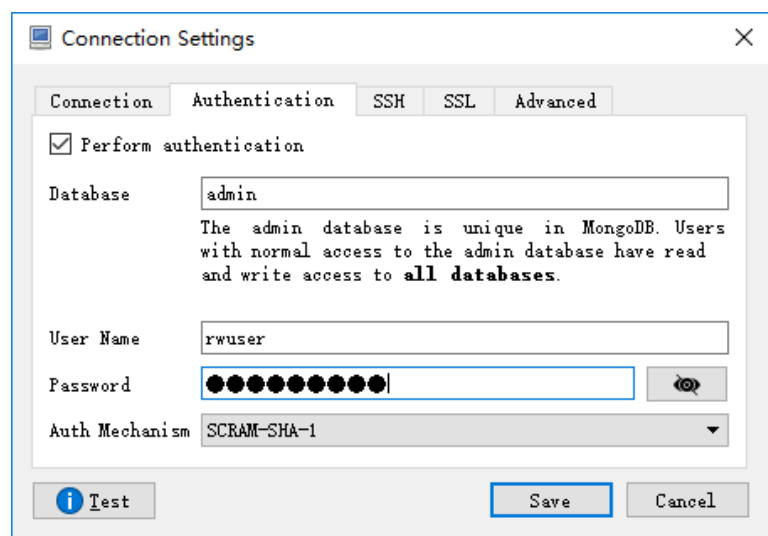 Connection Settings
Connection Authentication SSH SSL Advanced
Perform authentication
Database admin
The admin database is unique in MongoDB. Users
with normal access to the admin database have read
and write access to all databases.
User Name rwuser
Password ●●●●●●●●●
Auth Mechanism SCRAM-SHA-1
Test Save Cancel